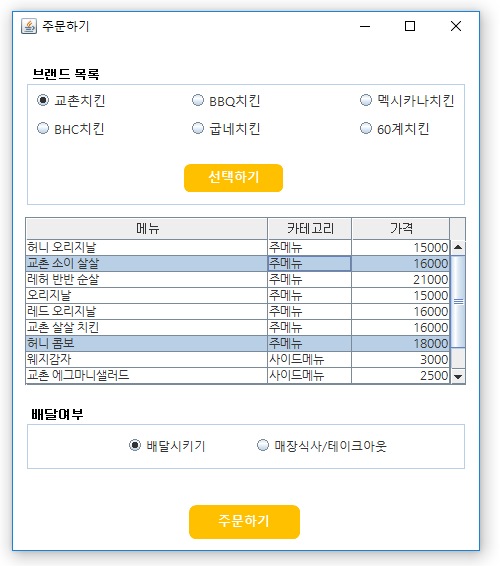 주문하기
브랜드 목록
교촌치킨 BBQ치킨 멕시카나치킨
BHC치킨 굽네치킨 60계치킨
선택하기
메뉴 카테고리 가격
허니 오리지날 주메뉴 15000
교촌 소이 살살 주메뉴 16000
레허 반반 순살 주메뉴 21000
오리지날 주메뉴 15000
레드 오리지날 주메뉴 16000
교촌 살살 치킨 주메뉴 16000
허니 콤보 주메뉴 18000
웨지감자 사이드메뉴 3000
교촌 에그마니샐러드 사이드메뉴 2500
배달여부
배달시키기 매장식사/테이크아웃
주문하기